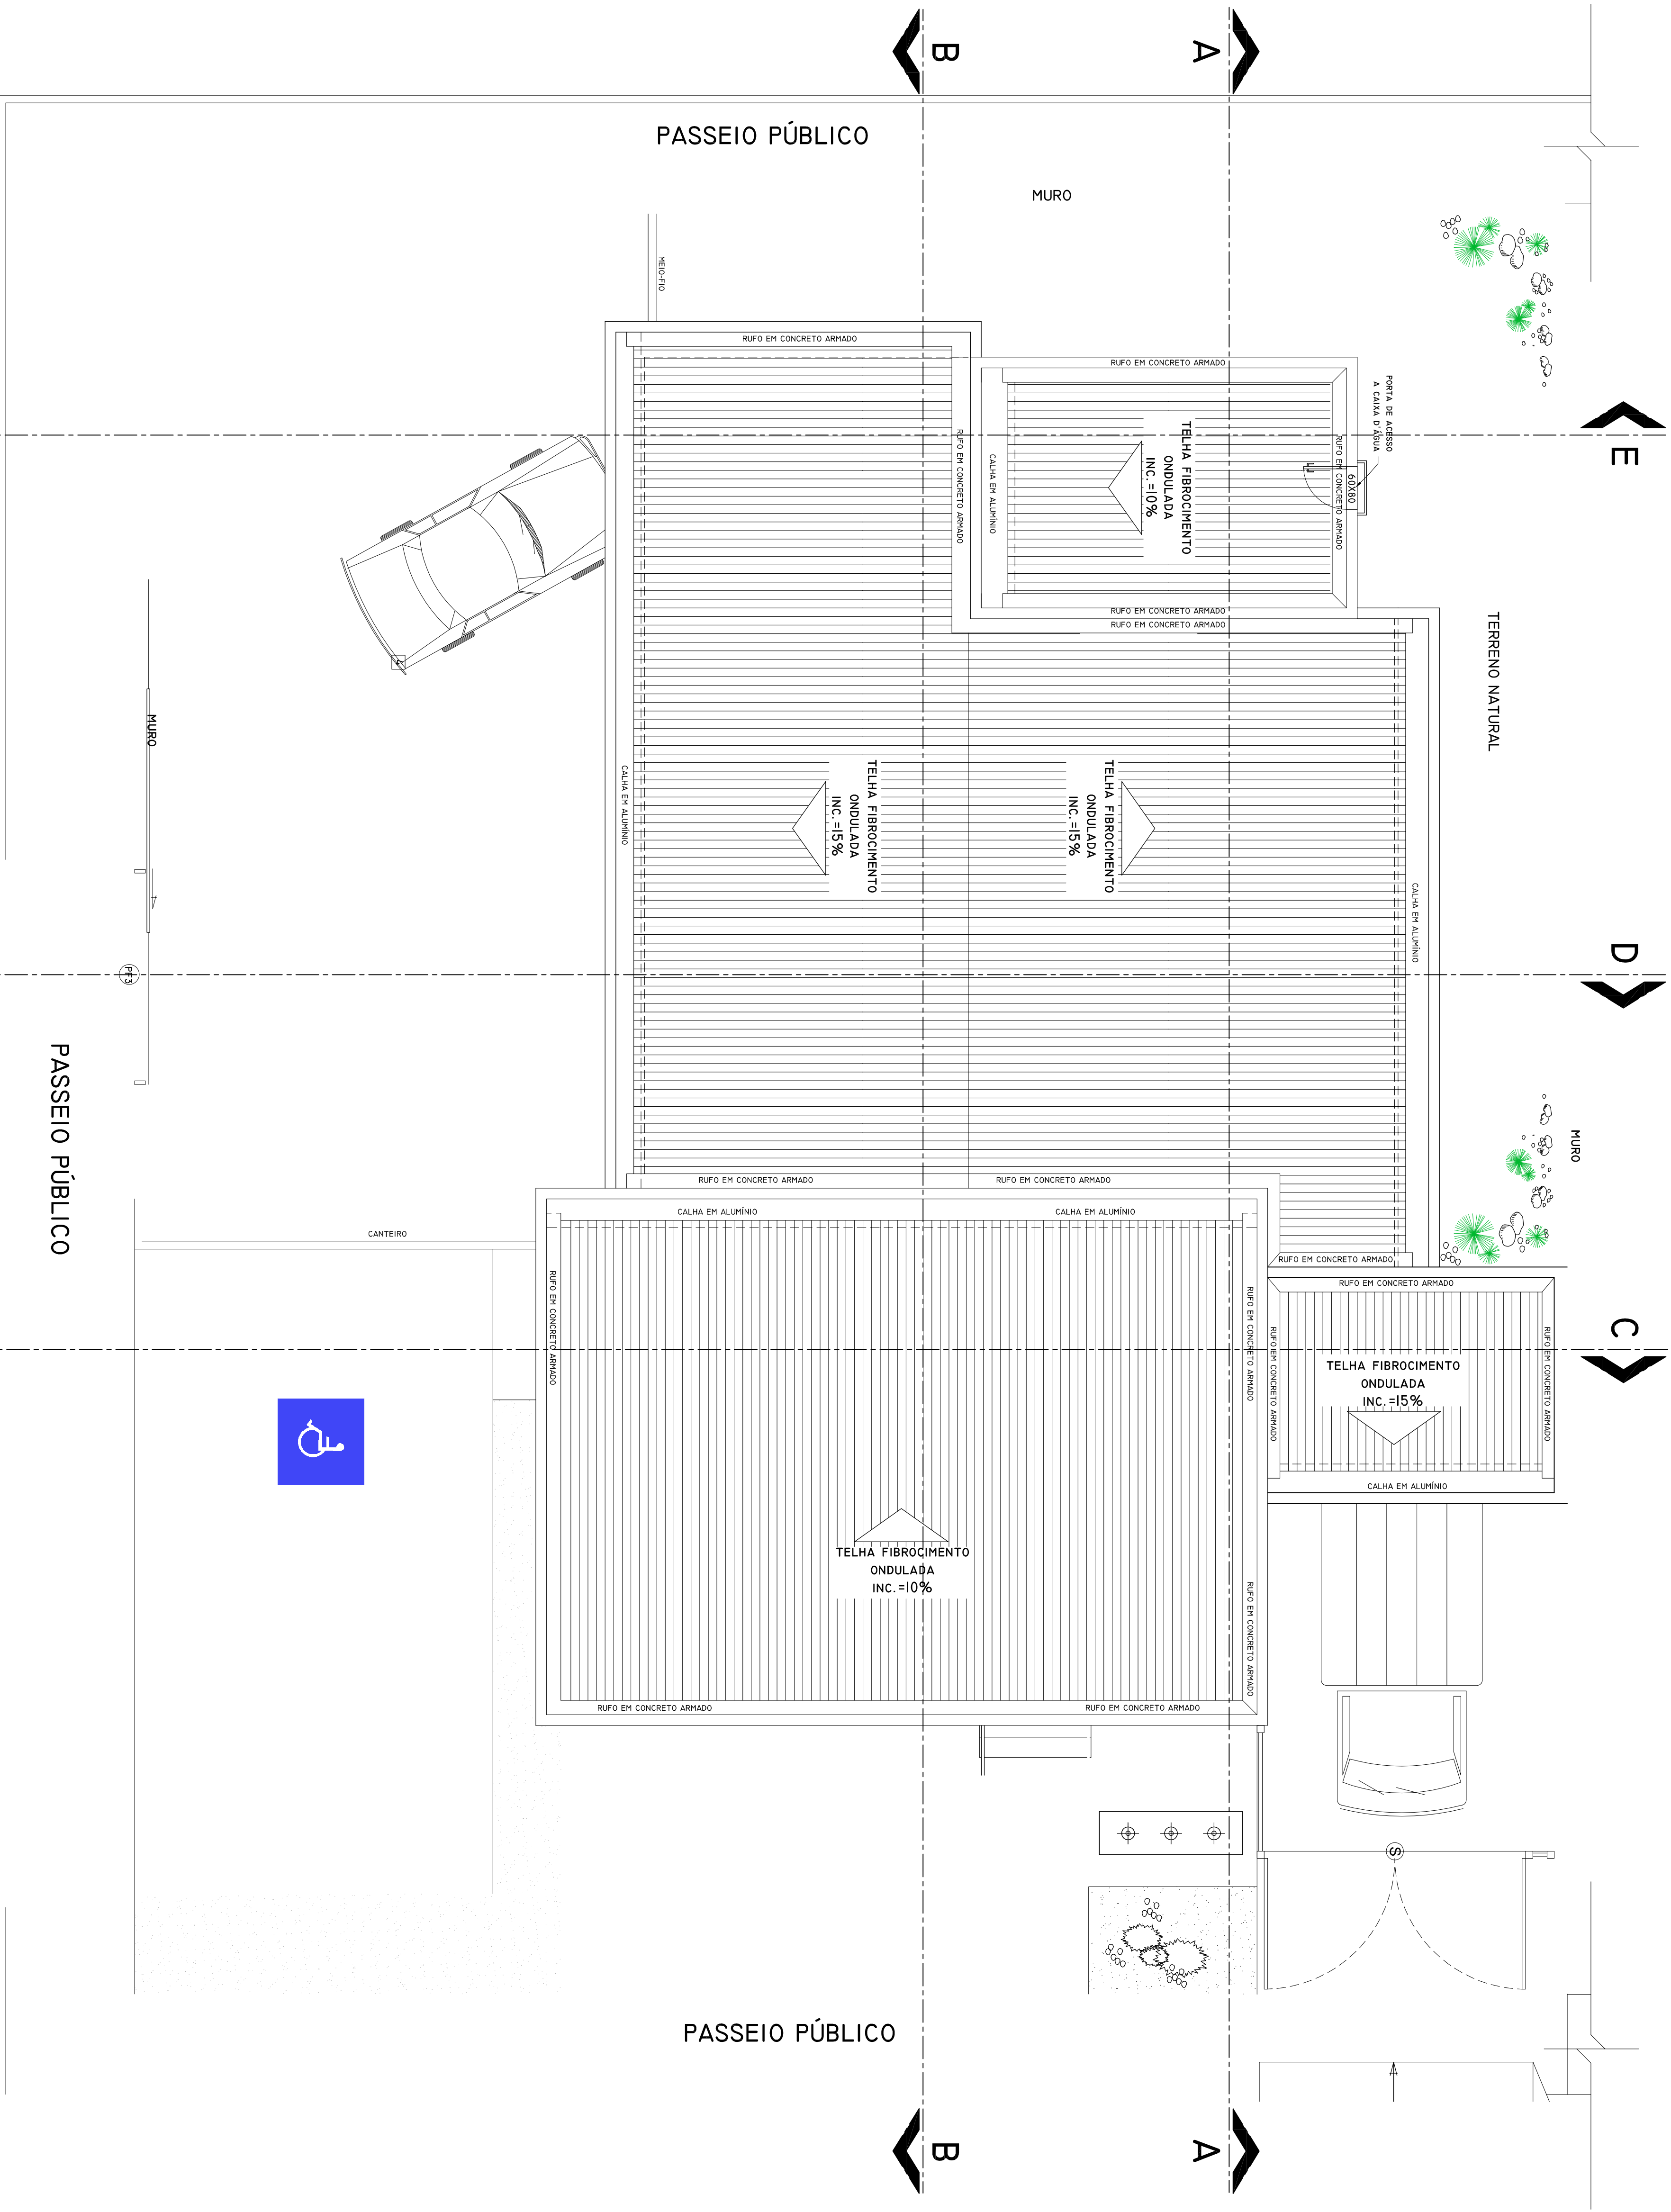 B
A
PASSEIO PÚBLICO
MURO
MEIO-FIO
RUFO EM CONCRETO ARMADO
RUFO EM CONCRETO ARMADO
PORTA DE ACESSO
A CAIXA D'ÁGUA
E
60X80
RUFO EM CONCRETO ARMADO
TELHA FIBROCIMENTO
ONDULADA
INC.=10%
CALHA EM ALUMÍNIO
RUFO EM CONCRETO ARMADO
RUFO EM CONCRETO ARMADO
RUFO EM CONCRETO ARMADO
TERRENO NATURAL
MURO
CALHA EM ALUMÍNIO
TELHA FIBROCIMENTO
ONDULADA
INC.=15%
TELHA FIBROCIMENTO
ONDULADA
INC.=15%
CALHA EM ALUMÍNIO
D
PF3
PASSEIO PÚBLICO
MURO
RUFO EM CONCRETO ARMADO
RUFO EM CONCRETO ARMADO
CALHA EM ALUMÍNIO
CALHA EM ALUMÍNIO
CANTEIRO
RUFO EM CONCRETO ARMADO
RUFO EM CONCRETO ARMADO
RUFO EM CONCRETO ARMADO
RUFO EM CONCRETO ARMADO
RUFO EM CONCRETO ARMADO
RUFO EM CONCRETO ARMADO
C
TELHA FIBROCIMENTO
ONDULADA
INC.=15%
CALHA EM ALUMÍNIO
TELHA FIBROCIMENTO
ONDULADA
INC.=10%
RUFO EM CONCRETO ARMADO
RUFO EM CONCRETO ARMADO
RUFO EM CONCRETO ARMADO
S
PASSEIO PÚBLICO
B
A